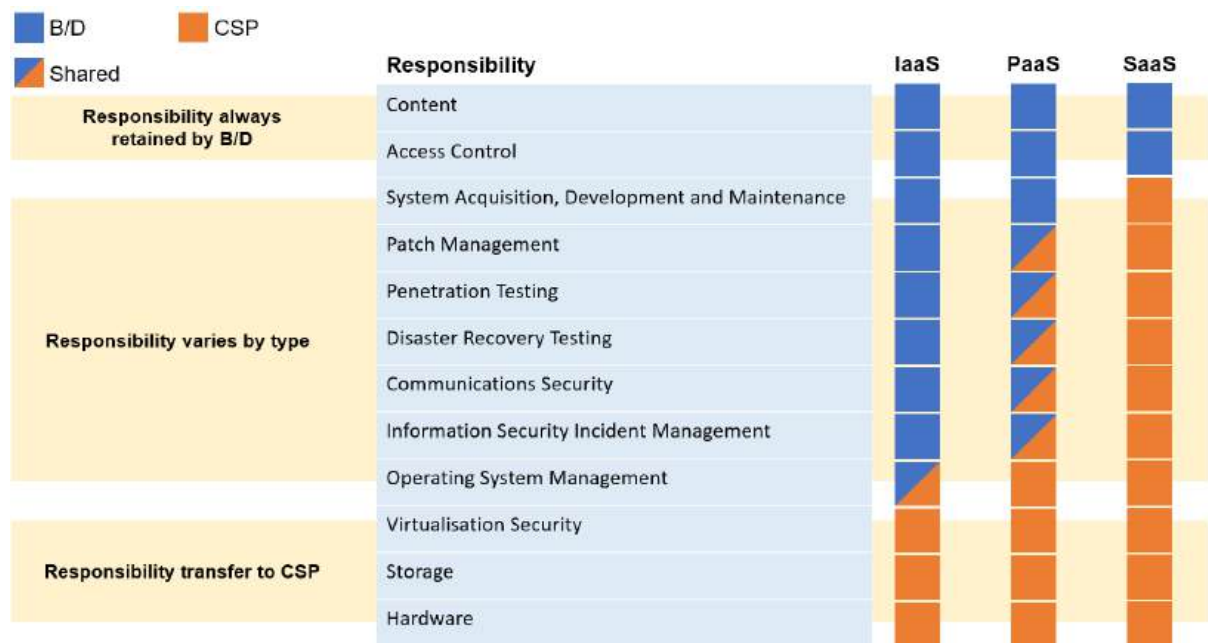 B/D
CSP
Shared
Responsibility
IaaS
PaaS
SaaS
Responsibility always
retained by B/D
Content
Access Control
System Acquisition, Development and Maintenance
Patch Management
Penetration Testing
Disaster Recovery Testing
Responsibility varies by type
Communications Security
Information Security Incident Management
Operating System Management
Virtualisation Security
Responsibility transfer to CSP
Storage
Hardware